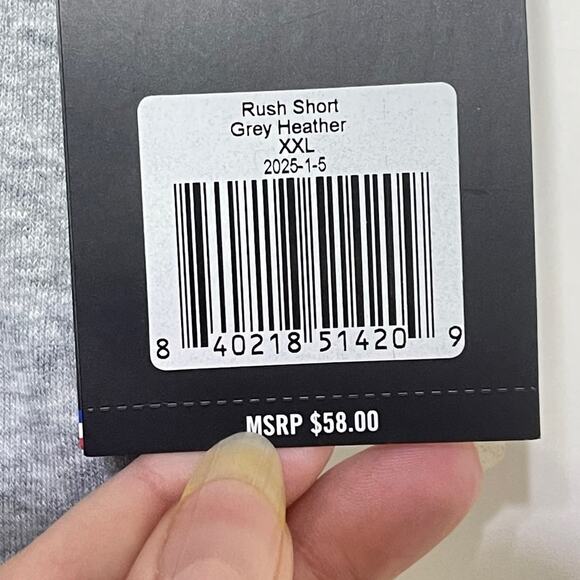 Rush Short
Grey Heather
XXL
2025-1-5
8 40218 51420 9
MSRP $58.00